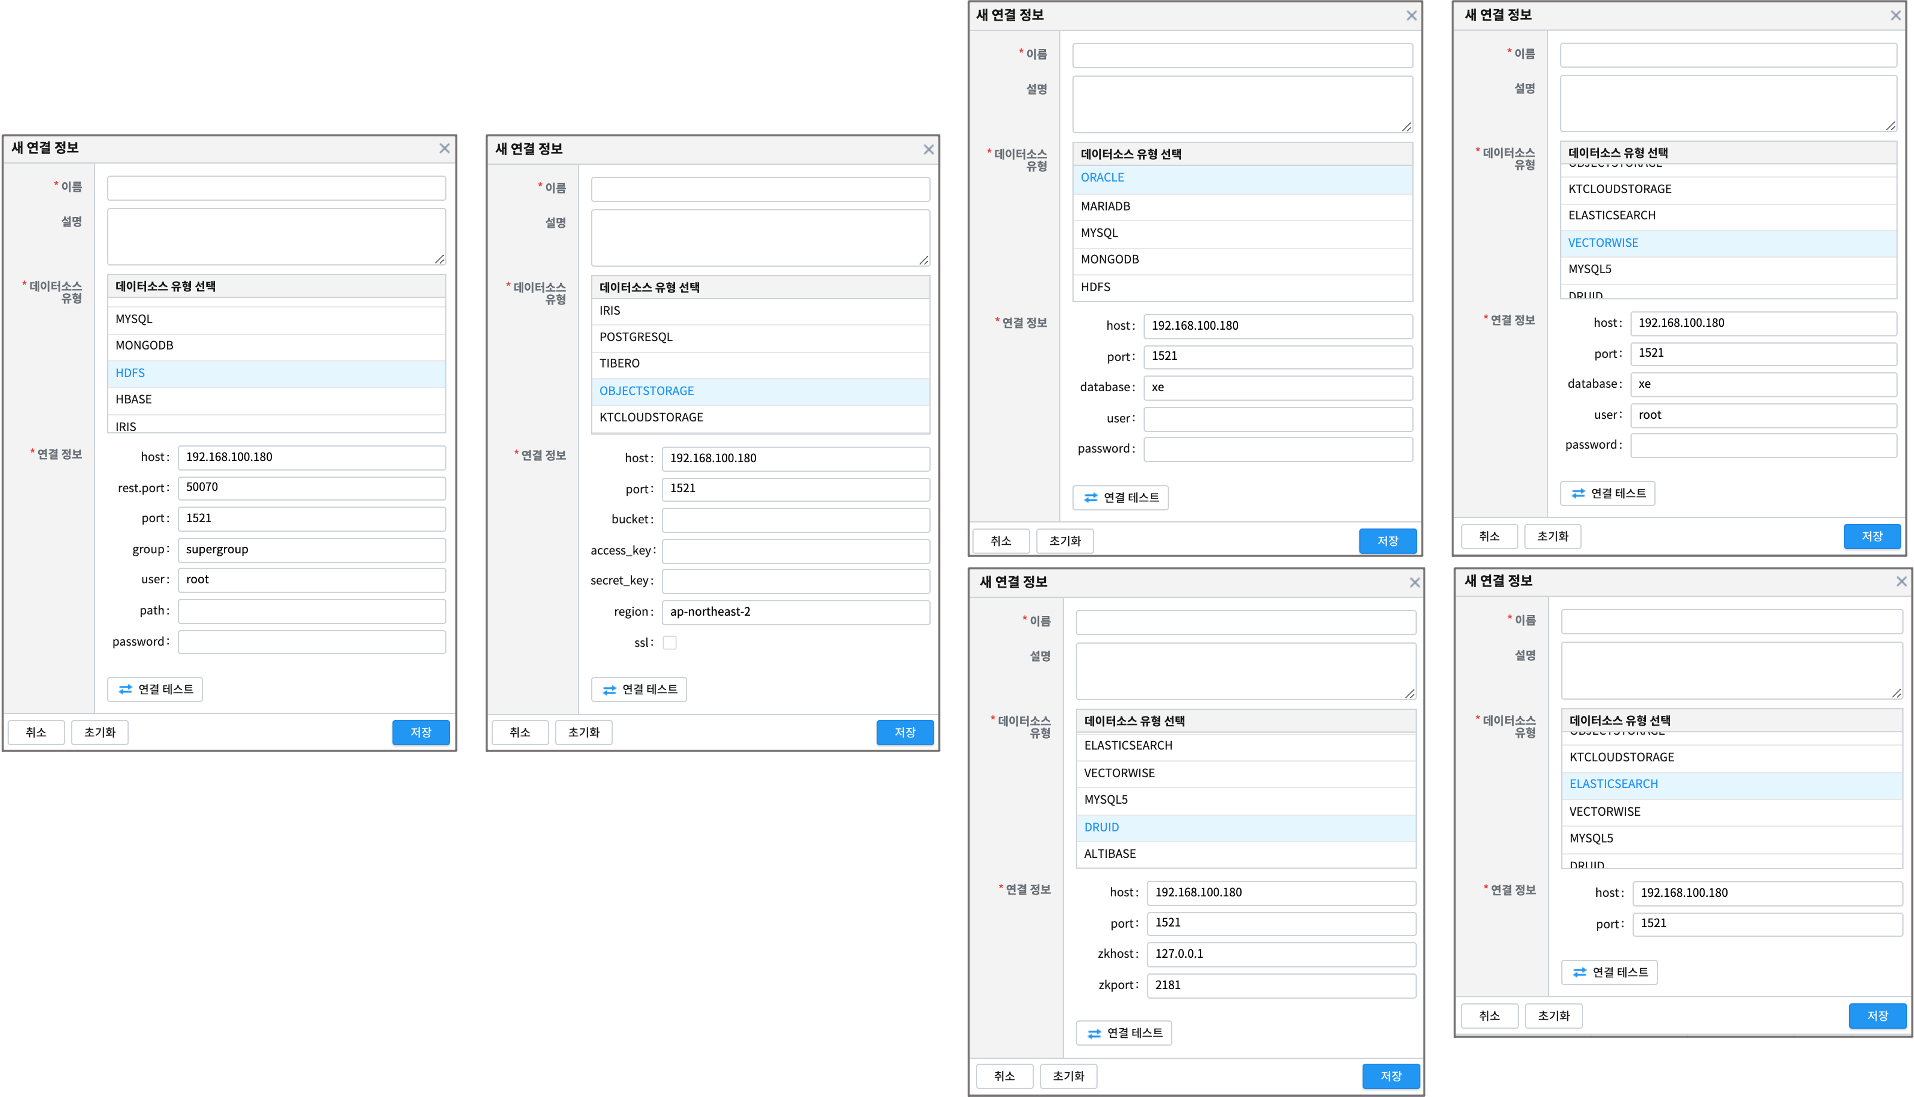 새 연결 정보
* 이름
설명
* 데이터소스
유형
데이터소스 유형 선택
MYSQL
MONGODB
HDFS
HBASE
IRIS
* 연결 정보
host : 192.168.100.180
rest.port : 50070
port : 1521
group : supergroup
user : root
path :
password :
연결 테스트
취소 초기화 저장
새 연결 정보
* 이름
설명
* 데이터소스
유형
데이터소스 유형 선택
IRIS
POSTGRESQL
TIBERO
OBJECTSTORAGE
KTCLOUDSTORAGE
* 연결 정보
host : 192.168.100.180
port : 1521
bucket :
access_key :
secret_key :
region : ap-northeast-2
ssl :
연결 테스트
취소 초기화 저장
새 연결 정보
* 이름
설명
* 데이터소스
유형
데이터소스 유형 선택
ORACLE
MARIADB
MYSQL
MONGODB
HDFS
* 연결 정보
host : 192.168.100.180
port : 1521
database : xe
user :
password :
연결 테스트
취소 초기화 저장
새 연결 정보
* 이름
설명
* 데이터소스
유형
데이터소스 유형 선택
OBJECTSTORAGE
KTCLOUDSTORAGE
ELASTICSEARCH
VECTORWISE
MYSQL5
DRUID
* 연결 정보
host : 192.168.100.180
port : 1521
database : xe
user : root
password :
연결 테스트
취소 초기화 저장
새 연결 정보
* 이름
설명
* 데이터소스
유형
데이터소스 유형 선택
ELASTICSEARCH
VECTORWISE
MYSQL5
DRUID
ALTIBASE
* 연결 정보
host : 192.168.100.180
port : 1521
zkhost : 127.0.0.1
zkport : 2181
연결 테스트
취소 초기화 저장
새 연결 정보
* 이름
설명
* 데이터소스
유형
데이터소스 유형 선택
OBJECTSTORAGE
KTCLOUDSTORAGE
ELASTICSEARCH
VECTORWISE
MYSQL5
DRUID
* 연결 정보
host : 192.168.100.180
port : 1521
연결 테스트
취소 초기화 저장